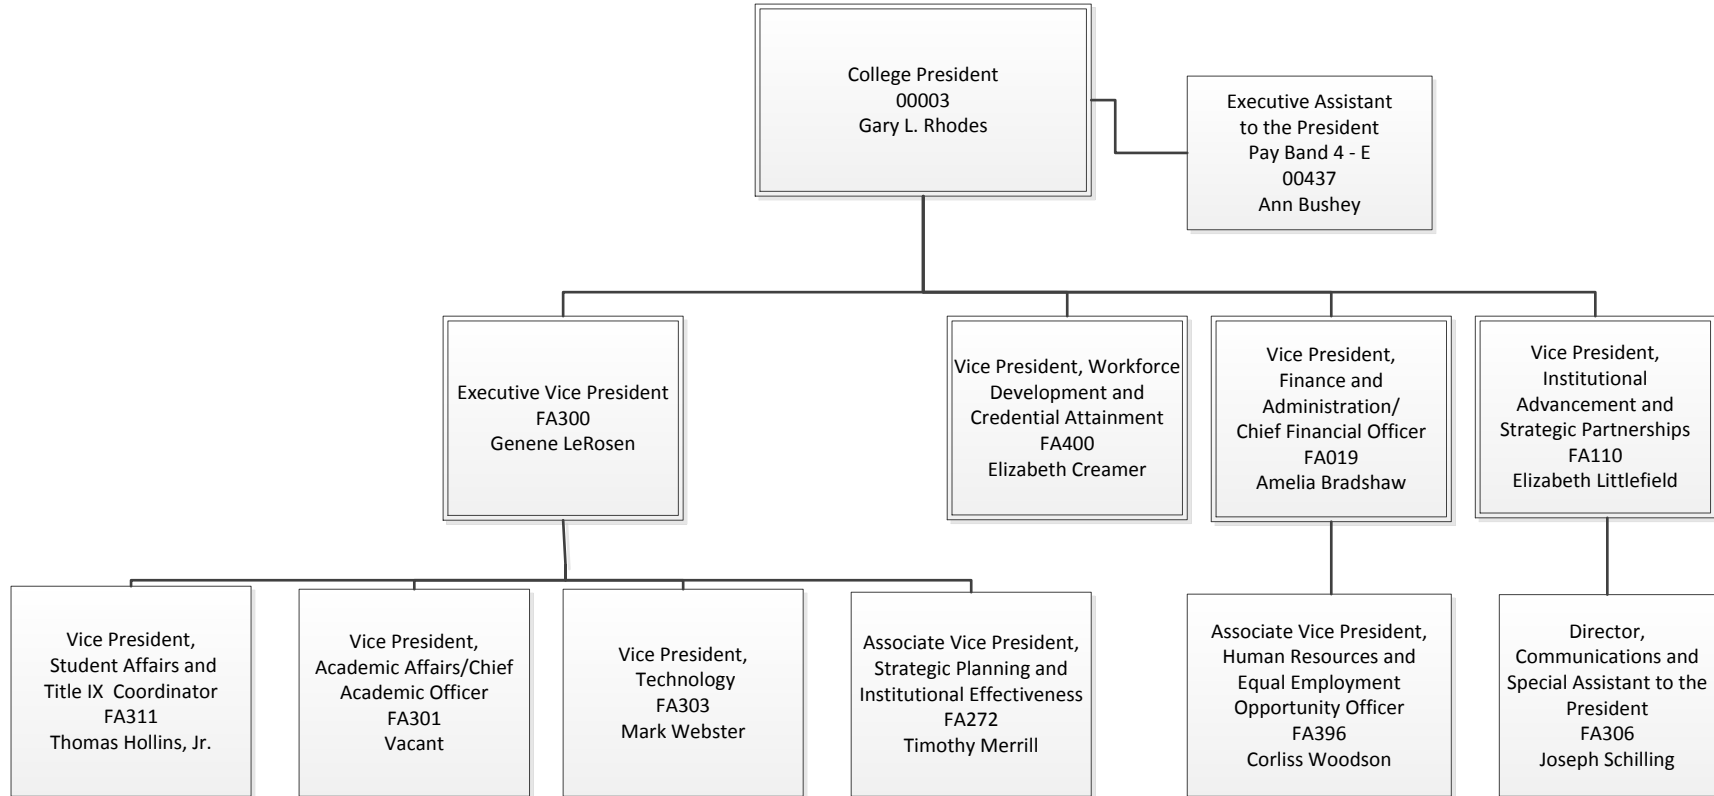 College President
00003
Gary L. Rhodes
Executive Assistant
to the President
Pay Band 4 - E
00437
Ann Bushey
Executive Vice President
FA300
Genene LeRosen
Vice President, Workforce
Development and
Credential Attainment
FA400
Elizabeth Creamer
Vice President,
Finance and
Administration/
Chief Financial Officer
FA019
Amelia Bradshaw
Vice President,
Institutional
Advancement and
Strategic Partnerships
FA110
Elizabeth Littlefield
Vice President,
Student Affairs and
Title IX  Coordinator
FA311
Thomas Hollins, Jr.
Vice President,
Academic Affairs/Chief
Academic Officer
FA301
Vacant
Vice President,
Technology
FA303
Mark Webster
Associate Vice President,
Strategic Planning and
Institutional Effectiveness
FA272
Timothy Merrill
Associate Vice President,
Human Resources and
Equal Employment
Opportunity Officer
FA396
Corliss Woodson
Director,
Communications and
Special Assistant to the
President
FA306
Joseph Schilling